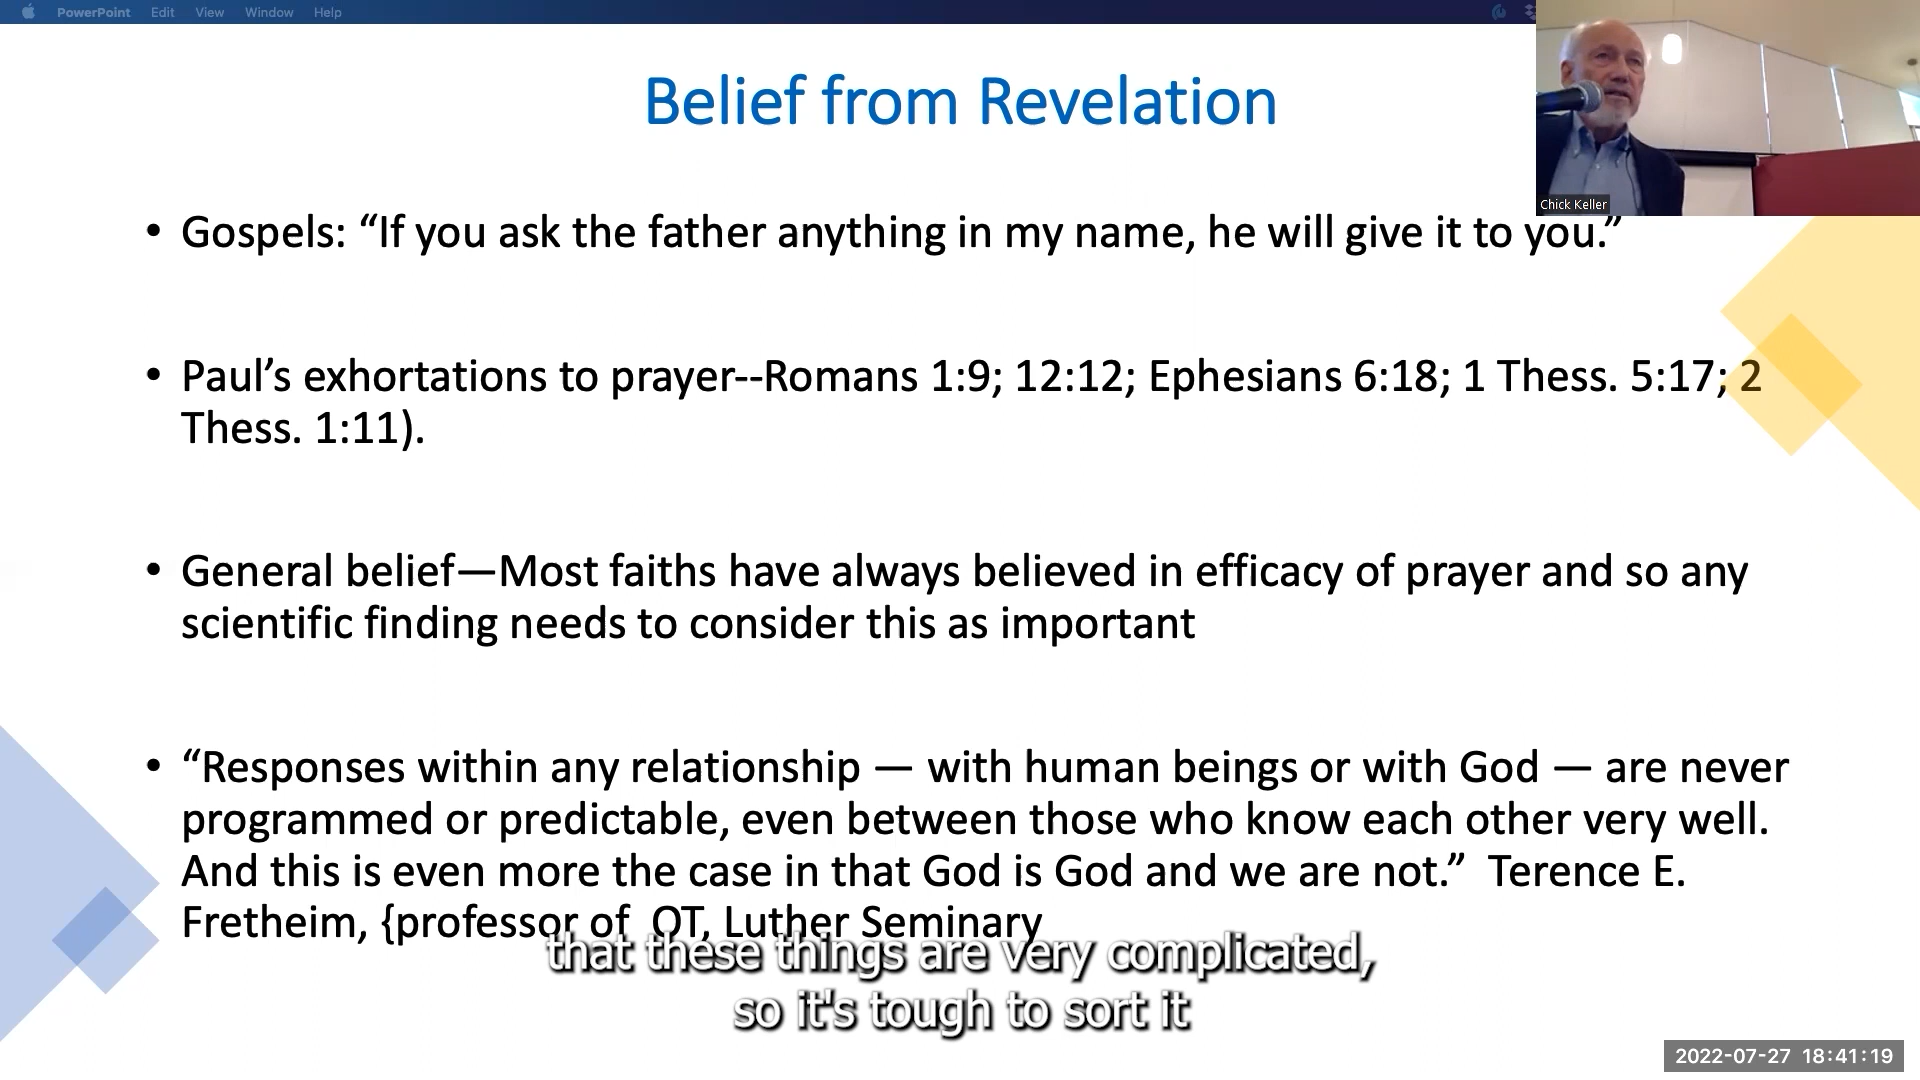 PowerPoint Edit View Window Help
Belief from Revelation
Chick Keller
• Gospels: “If you ask the father anything in my name, he will give it to you.”
• Paul’s exhortations to prayer--Romans 1:9; 12:12; Ephesians 6:18; 1 Thess. 5:17; 2
Thess. 1:11).
• General belief—Most faiths have always believed in efficacy of prayer and so any
scientific finding needs to consider this as important
• “Responses within any relationship — with human beings or with God — are never
programmed or predictable, even between those who know each other very well.
And this is even more the case in that God is God and we are not.”  Terence E.
Fretheim, {professor of  OT, Luther Seminary
that these things are very complicated,
so it's tough to sort it
2022-07-27 18:41:19